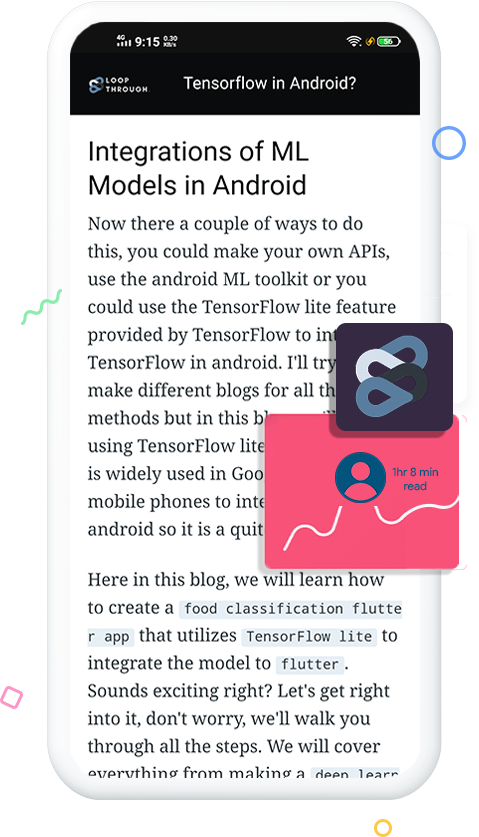 4G 9:15 0.30 KB/s 56
LOOP THROUGH
Tensorflow in Android?
Integrations of ML
Models in Android
Now there a couple of ways to do
this, you could make your own APIs,
use the android ML toolkit or you
could use the TensorFlow lite feature
provided by TensorFlow to
TensorFlow in android. I'll try
make different blogs for all
methods but in this
using TensorFlow lite
is widely used in
mobile phones to
android so it is a
1hr 8 min
read
Here in this blog, we will learn how
to create a food classification flutte
r app that utilizes TensorFlow lite to
integrate the model to flutter.
Sounds exciting right? Let's get right
into it, don't worry, we'll walk you
through all the steps. We will cover
everything from making a deep learn